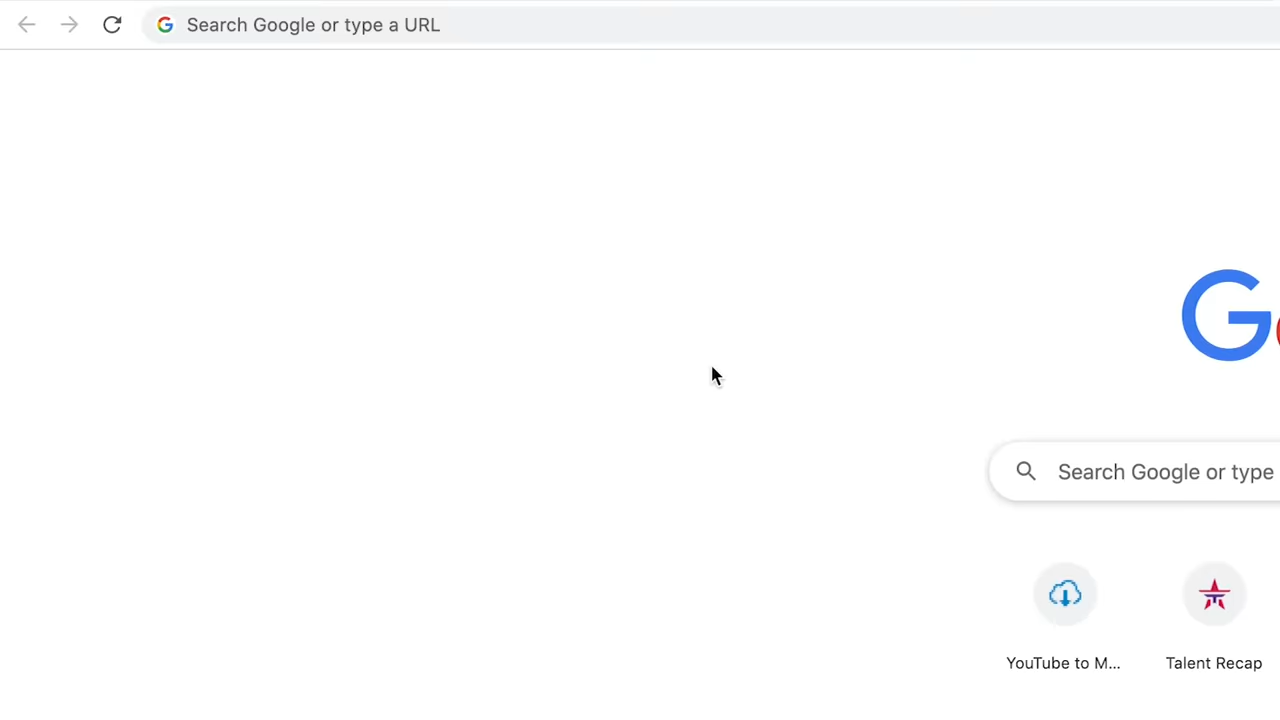 Search Google or type a URL
G
Search Google or type
YouTube to M...
Talent Recap